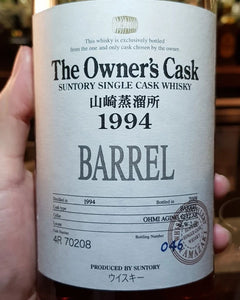 This whisky is exclusively bottled
from the one and only cask chosen by the owner.
The Owner's Cask
SUNTORY SINGLE CASK WHISKY
山崎蒸溜所
1994
BARREL
Distilled in 1994 Bottled in
Cask type
Cellar OHMI AGING CELLAR
Cask Number Bottle Number
4R 70208 046
PRODUCED BY SUNTORY
ウイスキー